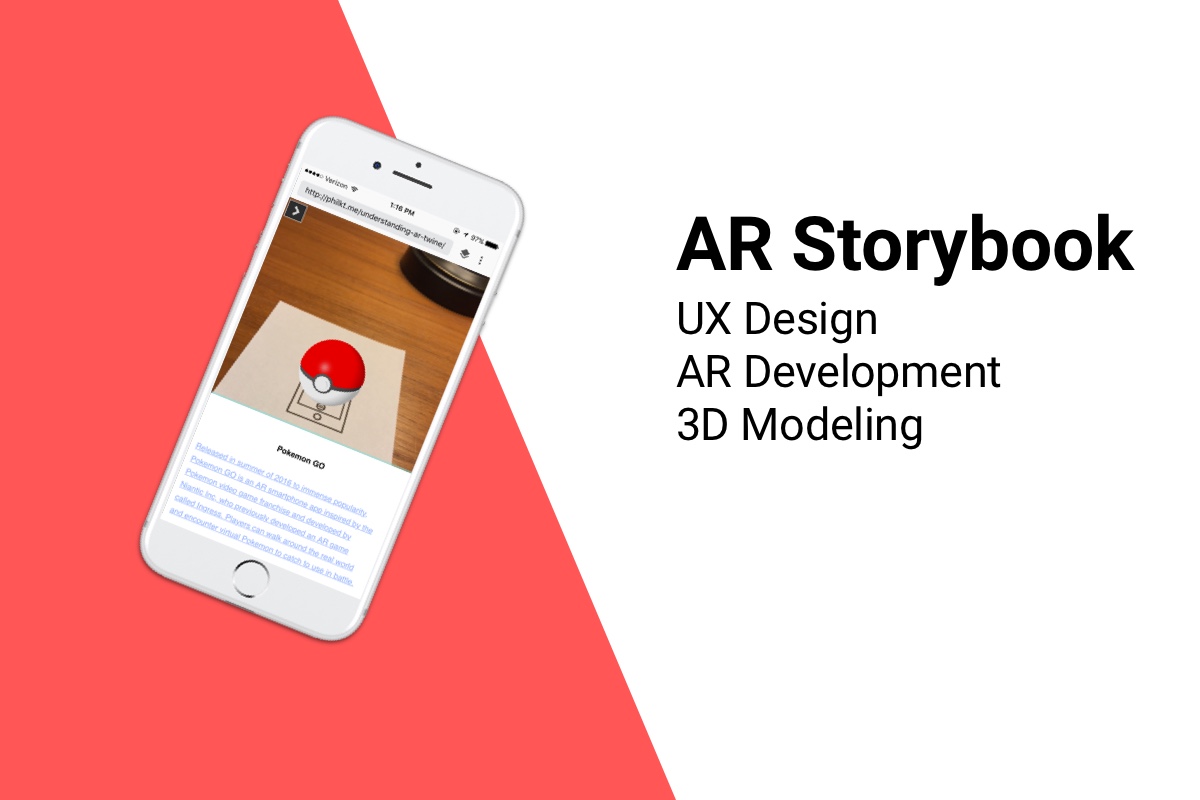 Verizon
1:16 PM
97%
http://philkt.me/understanding-ar-twine/
Pokemon GO
Released in summer of 2016 to immense popularity,
Pokemon GO is an AR smartphone app inspired by the
Pokemon video game franchise and developed by
Niantic Inc. who previously developed an AR game
called Ingress. Players can walk around the real world
and encounter virtual Pokemon to catch to use in battle.
AR Storybook
UX Design
AR Development
3D Modeling